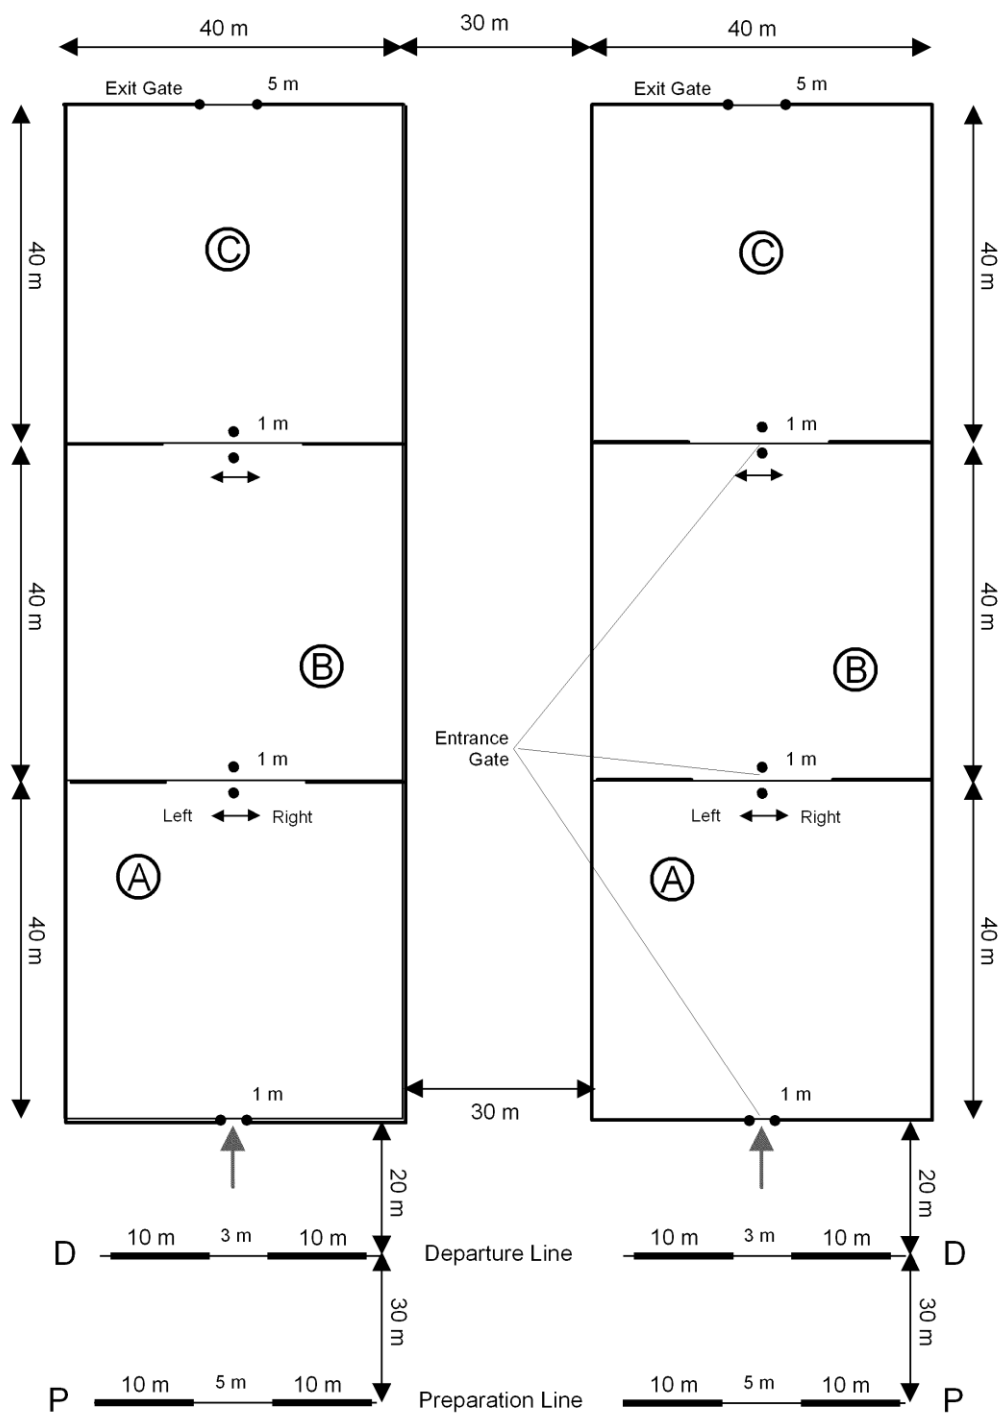 40 m 30 m 40 m
Exit Gate 5 m Exit Gate 5 m
40 m C C 40 m
1 m 1 m
40 m B B 40 m
Entrance
Gate
1 m 1 m
Left Right Left Right
40 m A A 40 m
1 m 30 m 1 m
20 m 20 m
D 10 m 3 m 10 m Departure Line 10 m 3 m 10 m D
30 m 30 m
P 10 m 5 m 10 m Preparation Line 10 m 5 m 10 m P